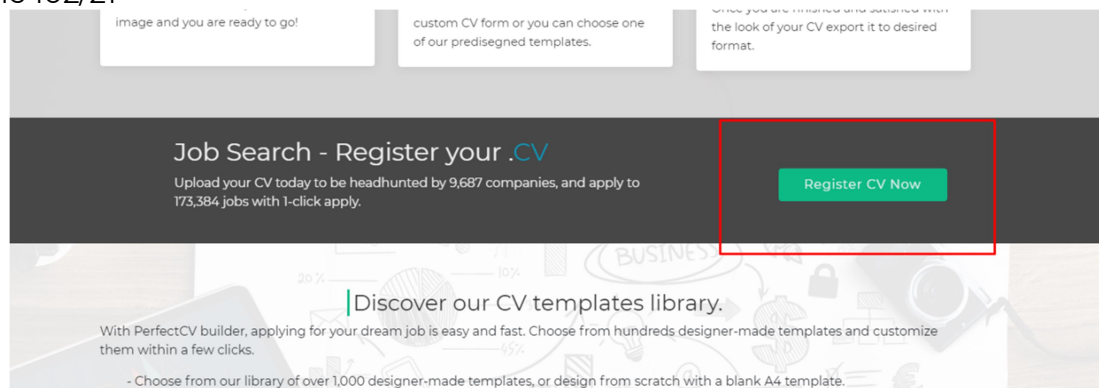 image and you are ready to go!
custom CV form or you can choose one
of our predisegned templates.
the look of your CV export it to desired
format.
Job Search - Register your .CV
Upload your CV today to be headhunted by 9,687 companies, and apply to
173,384 jobs with 1-click apply.
Register CV Now
BUSINESS
20%
10%
Discover our CV templates library.
With PerfectCV builder, applying for your dream job is easy and fast. Choose from hundreds designer-made templates and customize
them within a few clicks.
45%
- Choose from our library of over 1,000 designer-made templates, or design from scratch with a blank A4 template.